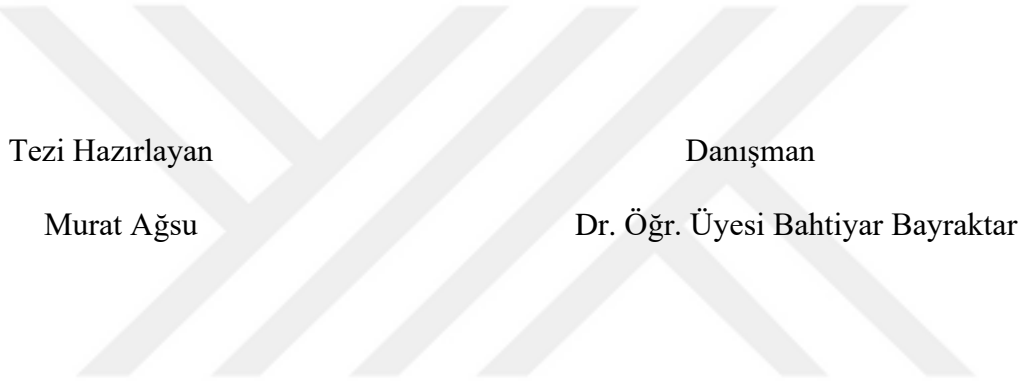 Tezi Hazırlayan Danışman
Murat Ağsu Dr. Öğr. Üyesi Bahtiyar Bayraktar